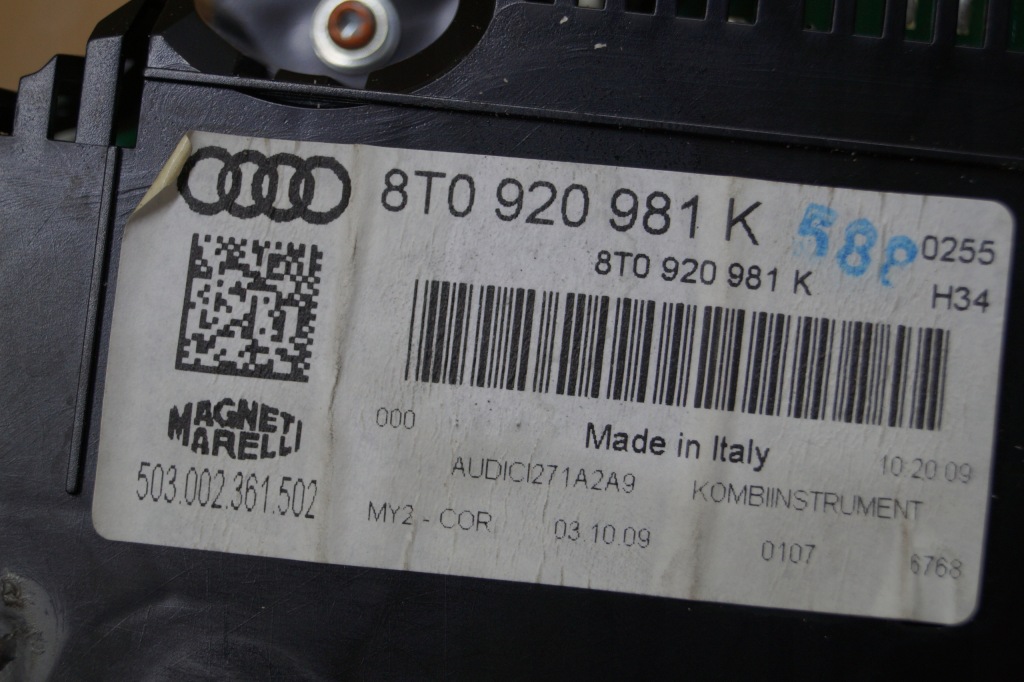 8T0 920 981 K
0255
8T0 920 981 K
H34
MAGNETI
MARELLI
503.002.361.502
000
Made in Italy
10:20:09
AUDICI271A2A9
KOMBIINSTRUMENT
MY2 - COR
03.10.09
0107
6768